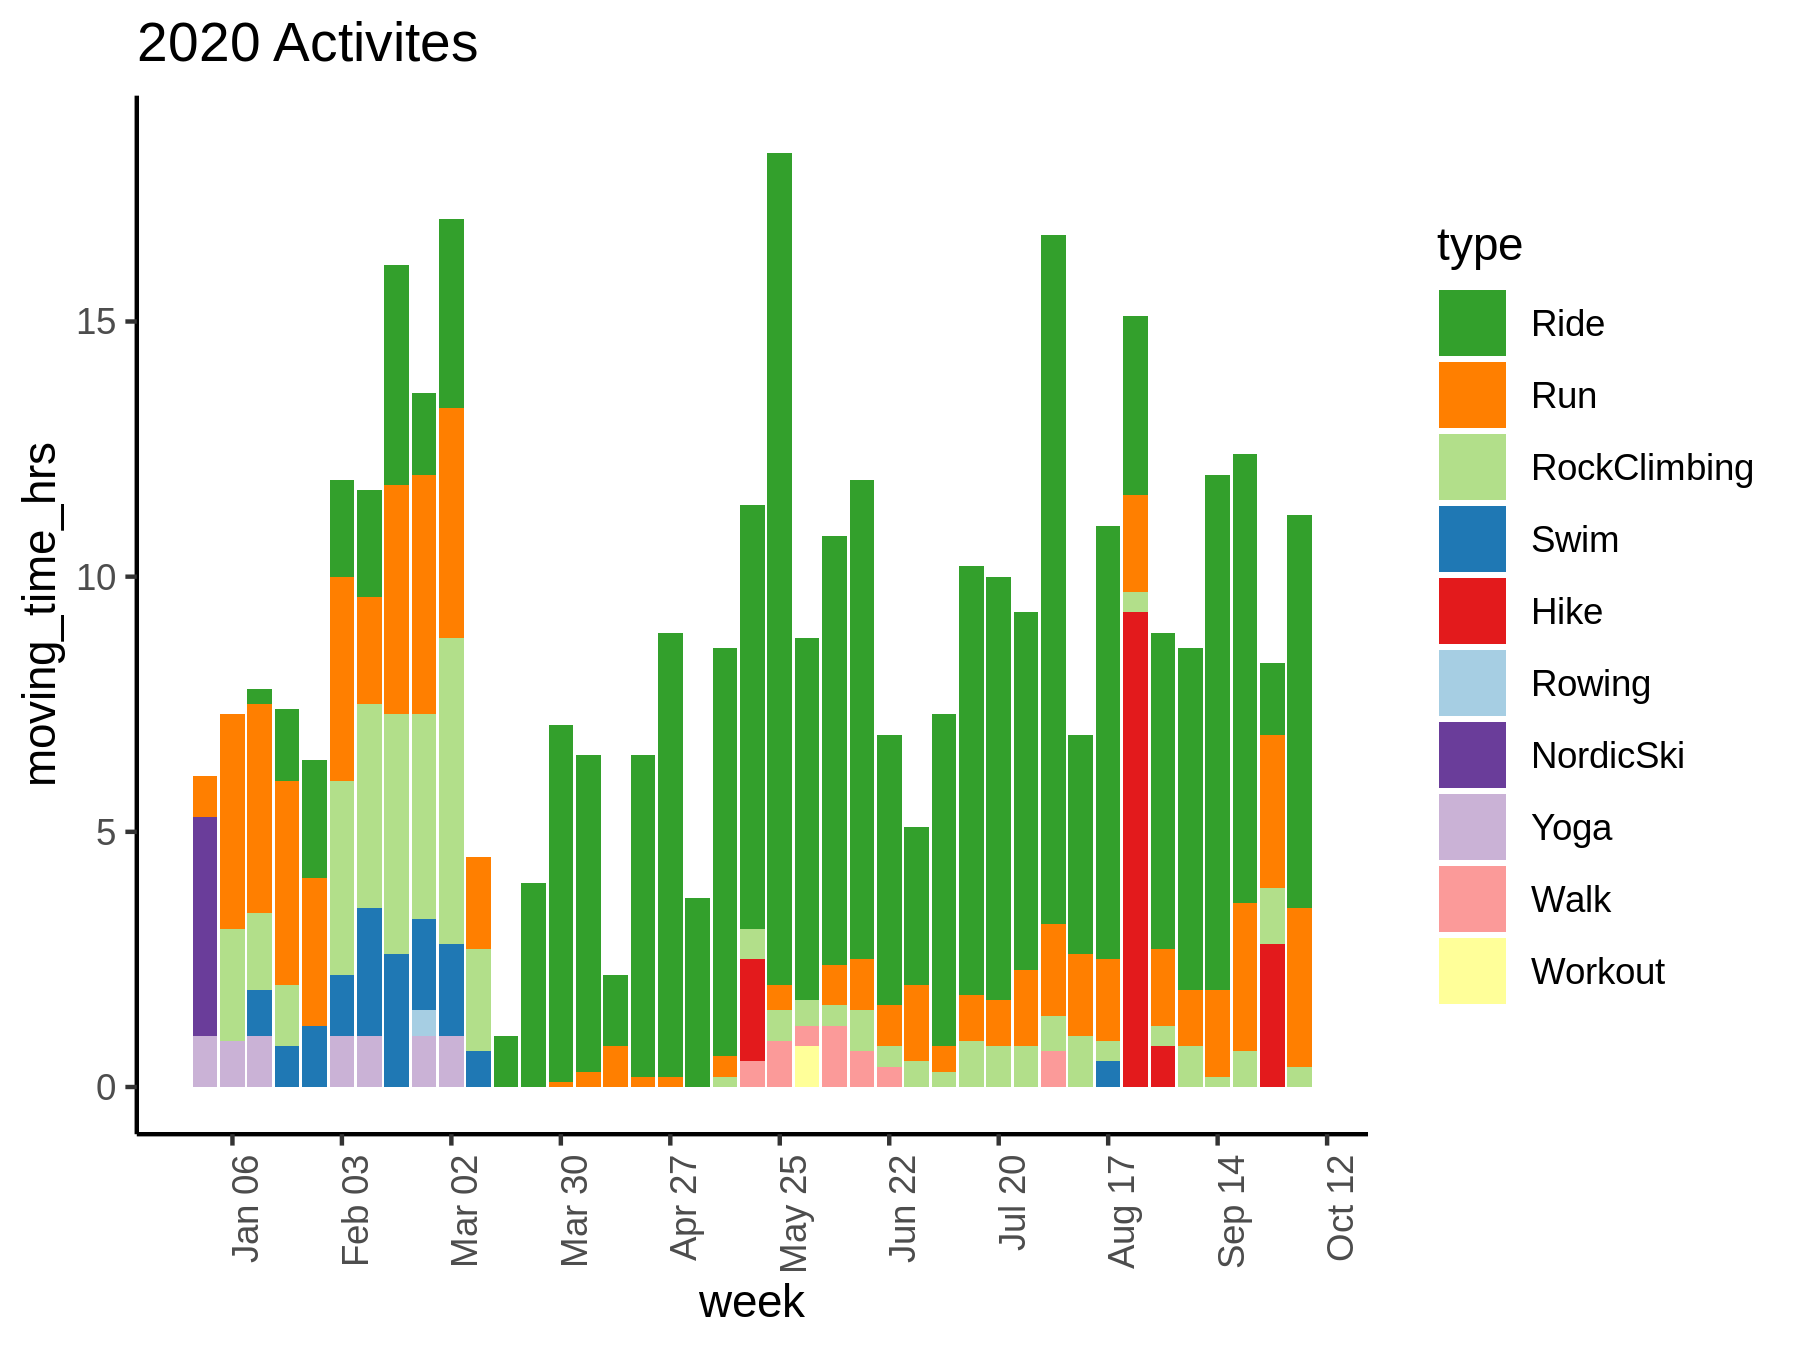 2020 Activites
moving_time_hrs
15
10
5
0
Jan 06
Feb 03
Mar 02
Mar 30
Apr 27
May 25
Jun 22
Jul 20
Aug 17
Sep 14
Oct 12
week
type
Ride
Run
RockClimbing
Swim
Hike
Rowing
NordicSki
Yoga
Walk
Workout